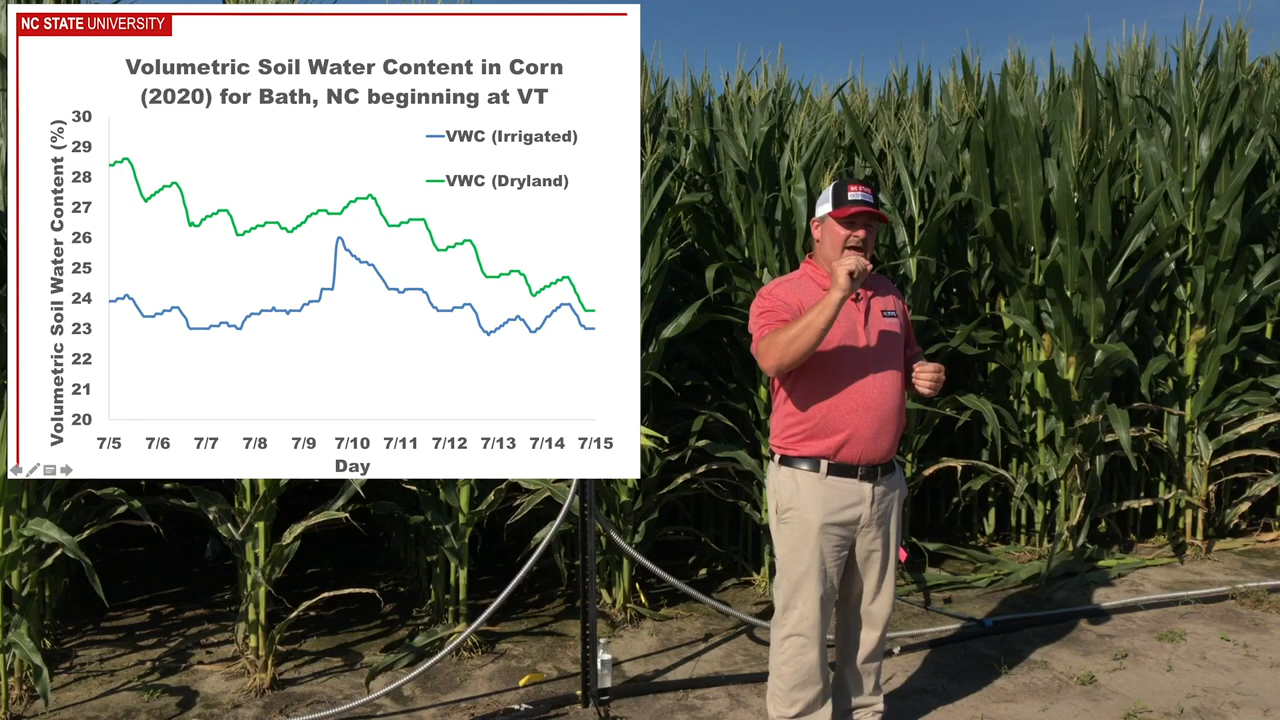 NC STATE UNIVERSITY
Volumetric Soil Water Content in Corn
(2020) for Bath, NC beginning at VT
Volumetric Soil Water Content (%)
30
29
28
27
26
25
24
23
22
21
20
VWC (Irrigated)
VWC (Dryland)
7/5 7/6 7/7 7/8 7/9 7/10 7/11 7/12 7/13 7/14 7/15
Day
NC STATE